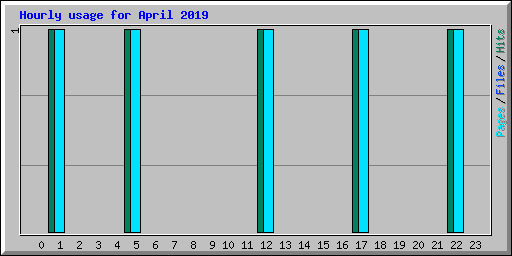 Hourly usage for April 2019
1
Pages/Files/Hits
0 1 2 3 4 5 6 7 8 9 10 11 12 13 14 15 16 17 18 19 20 21 22 23